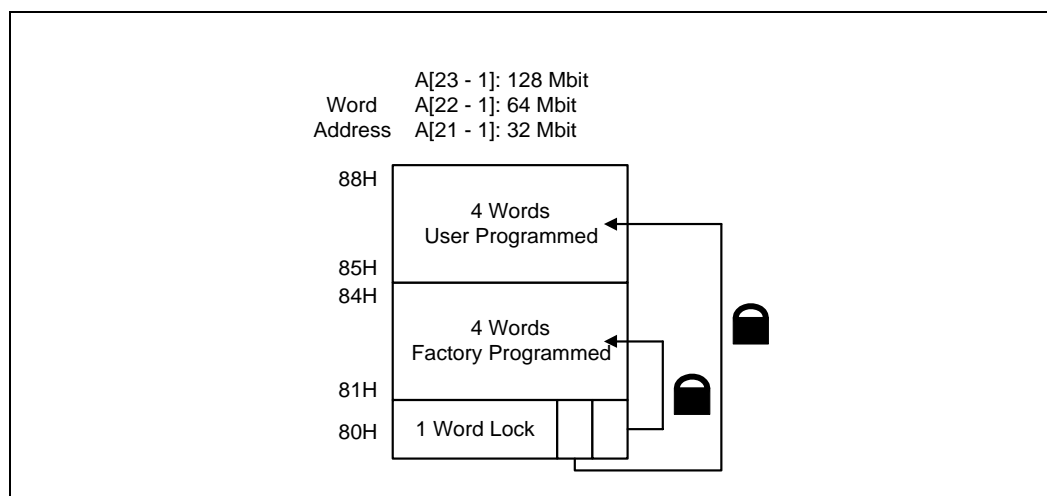 A[23 - 1]: 128 Mbit
Word A[22 - 1]: 64 Mbit
Address A[21 - 1]: 32 Mbit
88H
4 Words
User Programmed
85H
84H
4 Words
Factory Programmed
81H
80H 1 Word Lock